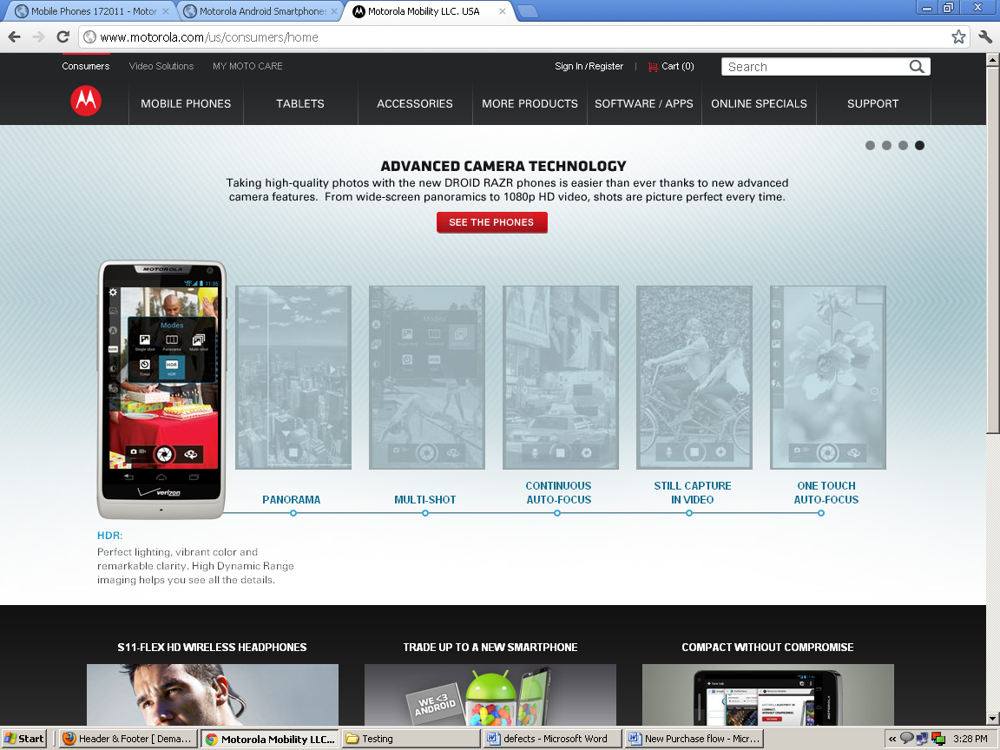 Mobile Phones 172011 - Motor
Motorola Android Smartphones
Motorola Mobility LLC. USA
www.motorola.com/us/consumers/home
Consumers
Video Solutions
MY MOTO CARE
Sign In/Register
|
Cart (0)
Search
MOBILE PHONES
TABLETS
ACCESSORIES
MORE PRODUCTS
SOFTWARE / APPS
ONLINE SPECIALS
SUPPORT
ADVANCED CAMERA TECHNOLOGY
Taking high-quality photos with the new DROID RAZR phones is easier than ever thanks to new advanced
camera features. From wide-screen panoramics to 1080p HD video, shots are picture perfect every time.
SEE THE PHONES
MOTOROLA
11:35
Modes
Single shot
Panorama
Multi-shot
Timer
HDR
HDR
verizon
Modes
PANORAMA
MULTI-SHOT
CONTINUOUS
AUTO-FOCUS
STILL CAPTURE
IN VIDEO
ONE TOUCH
AUTO-FOCUS
HDR:
Perfect lighting, vibrant color and
remarkable clarity. High Dynamic Range
imaging helps you see all the details.
S11-FLEX HD WIRELESS HEADPHONES
TRADE UP TO A NEW SMARTPHONE
COMPACT WITHOUT COMPROMISE
WE <3
ANDROID
New tab
MOTOROLA
Start
Header & Footer [ Dema...
Motorola Mobility LLC...
Testing
defects - Microsoft Word
New Purchase flow - Micr...
«
3:28 PM